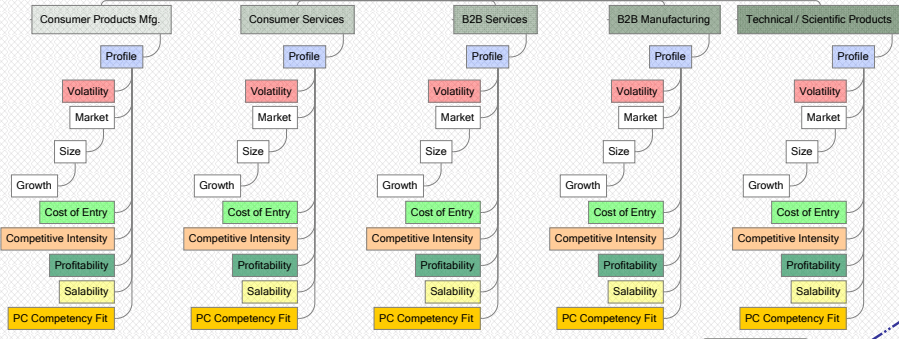 Consumer Products Mfg.
Profile
Volatility
Market
Size
Growth
Cost of Entry
Competitive Intensity
Profitability
Salability
PC Competency Fit
Consumer Services
Profile
Volatility
Market
Size
Growth
Cost of Entry
Competitive Intensity
Profitability
Salability
PC Competency Fit
B2B Services
Profile
Volatility
Market
Size
Growth
Cost of Entry
Competitive Intensity
Profitability
Salability
PC Competency Fit
B2B Manufacturing
Profile
Volatility
Market
Size
Growth
Cost of Entry
Competitive Intensity
Profitability
Salability
PC Competency Fit
Technical / Scientific Products
Profile
Volatility
Market
Size
Growth
Cost of Entry
Competitive Intensity
Profitability
Salability
PC Competency Fit